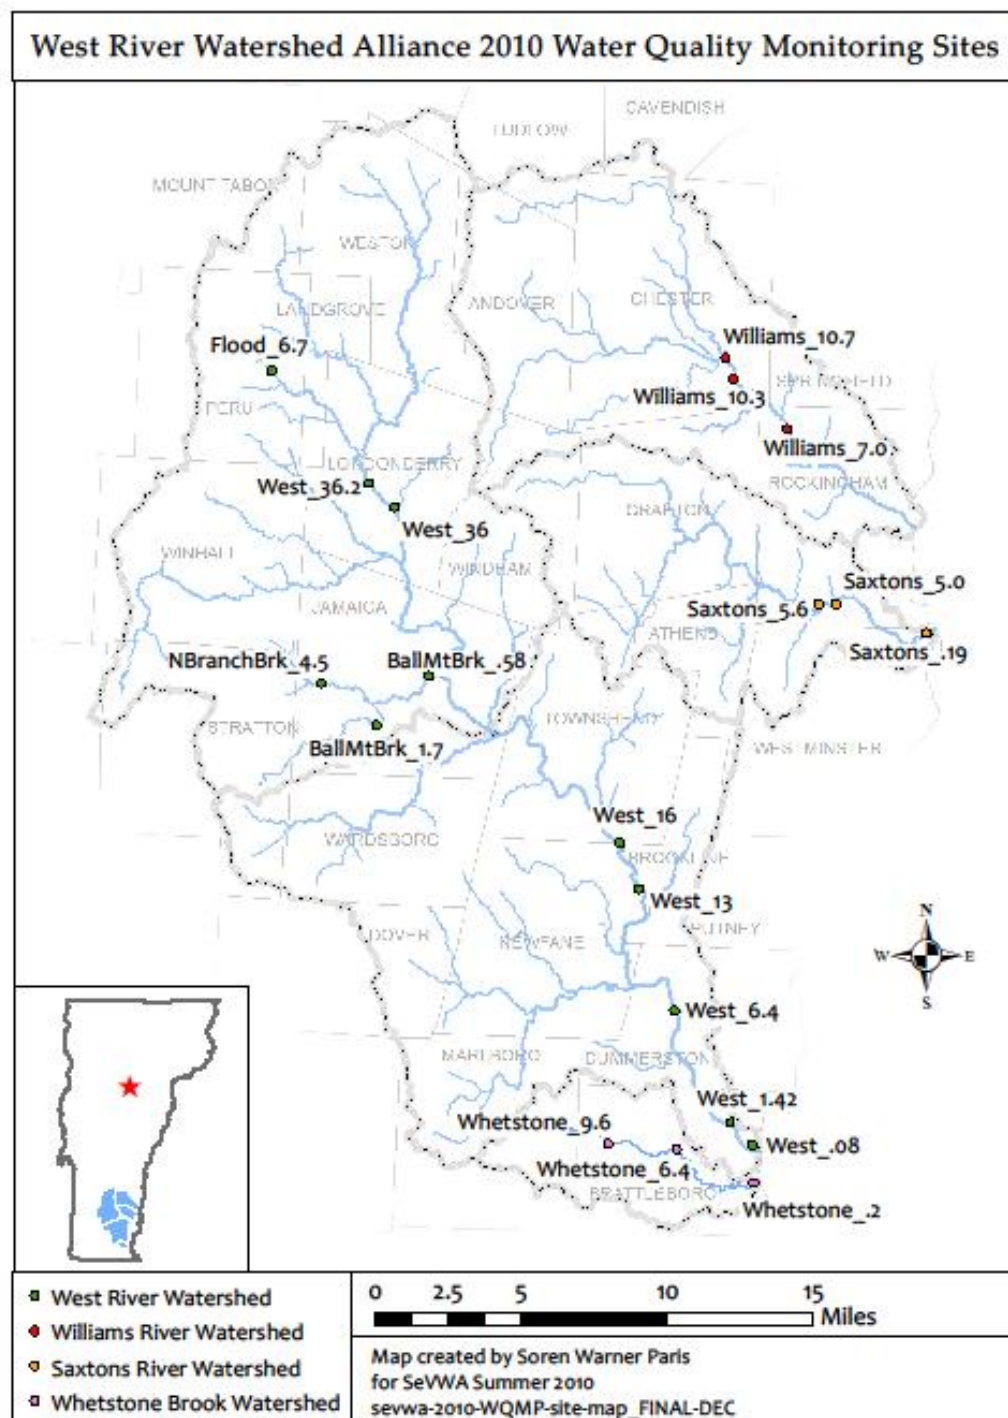 West River Watershed Alliance 2010 Water Quality Monitoring Sites
CAVENDISH
LUDLOW
MOUNT TABOR
WESTON
LANDGROVE
ANDOVER
CHESTER
Williams_10.7
Flood_6.7
SPRINGFIELD
Williams_10.3
PERU
Williams_7.0
LONDONDERRY
West_36.2
ROCKINGHAM
GRAFTON
West_36
WINHALL
WINDHAM
Saxtons_5.0
JAMAICA
Saxtons_5.6
ATHENS
Saxtons_.19
NBranchBrk_4.5
BallMtBrk_.58
STRATTON
TOWNSHEND
BallMtBrk_1.7
WESTMINSTER
West_16
WARDSBORO
BROOKLINE
West_13
PUTNEY
DOVER
NEWFANE
N
W
E
S
West_6.4
MARLBORO
DUMMERSTON
West_1.42
Whetstone_9.6
West_.08
Whetstone_6.4
BRATTLEBORO
Whetstone_.2
West River Watershed
Williams River Watershed
Saxtons River Watershed
Whetstone Brook Watershed
0 2.5 5 10 15
Miles
Map created by Soren Warner Paris
for SeVWA Summer 2010
sevwa-2010-WQMP-site-map_FINAL-DEC